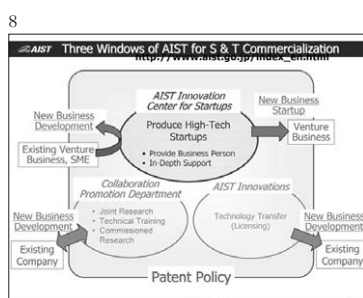 8
AIST Three Windows of AIST for S & T Commercialization
http://www.aist.go.jp/index_en.html
AIST Innovation
Center for Startups
New Business
Development
New Business
Startup
Produce High-Tech
Startups
Venture
Business
Existing Venture
Business, SME
• Provide Business Person
• In-Depth Support
Collaboration
Promotion Department
AIST Innovations
New Business
Development
• Joint Research
• Technical Training
• Commissioned
Research
Technology Transfer
(Licensing)
New Business
Development
Existing
Company
Existing
Company
Patent Policy